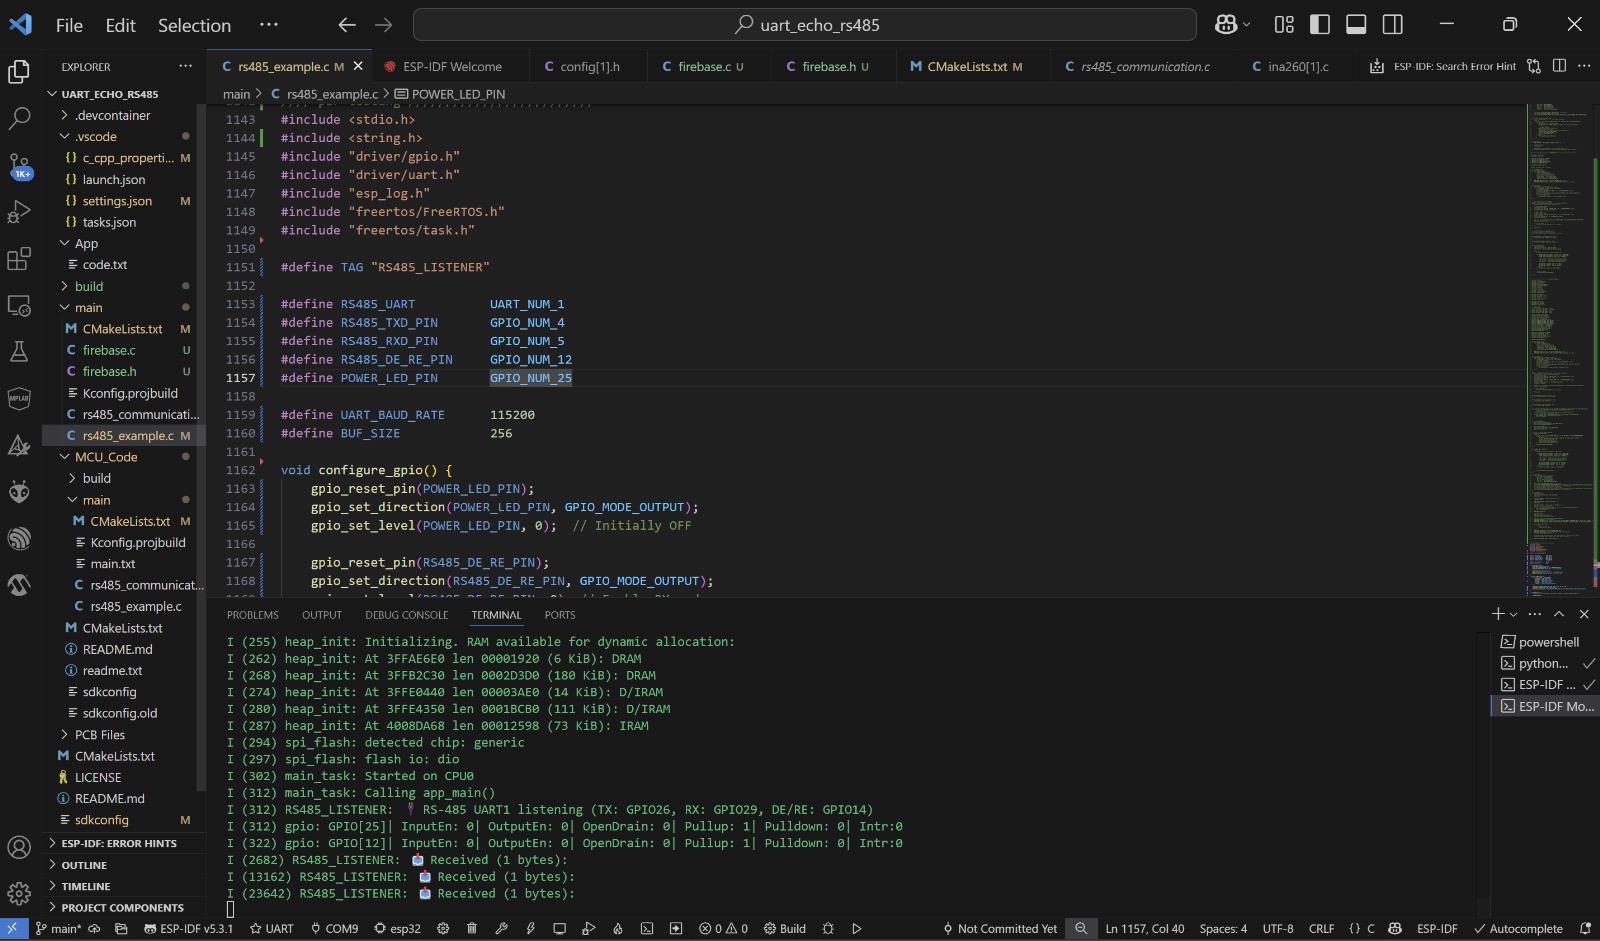 File Edit Selection ··· uart_echo_rs485
EXPLORER ···
rs485_example.c M
ESP-IDF Welcome
config[1].h
firebase.c U
firebase.h U
CMakeLists.txt M
rs485_communication.c
ina260[1].c
ESP-IDF: Search Error Hint
main > C rs485_example.c > POWER_LED_PIN
UART_ECHO_RS485
.devcontainer
.vscode
{} c_cpp_properti... M
{} launch.json
{} settings.json M
{} tasks.json
App
code.txt
build
main
M CMakeLists.txt M
C firebase.c U
C firebase.h U
Kconfig.projbuild
C rs485_communicati...
C rs485_example.c M
MCU_Code
build
main
M CMakeLists.txt M
Kconfig.projbuild
main.txt
C rs485_communicat...
C rs485_example.c
M CMakeLists.txt
README.md
readme.txt
sdkconfig
sdkconfig.old
PCB Files
M CMakeLists.txt
LICENSE
README.md
sdkconfig M
ESP-IDF: ERROR HINTS
OUTLINE
TIMELINE
PROJECT COMPONENTS
1K+
MPLAB
1143 #include <stdio.h>
1144 #include <string.h>
1145 #include "driver/gpio.h"
1146 #include "driver/uart.h"
1147 #include "esp_log.h"
1148 #include "freertos/FreeRTOS.h"
1149 #include "freertos/task.h"
1150
1151 #define TAG "RS485_LISTENER"
1152
1153 #define RS485_UART UART_NUM_1
1154 #define RS485_TXD_PIN GPIO_NUM_4
1155 #define RS485_RXD_PIN GPIO_NUM_5
1156 #define RS485_DE_RE_PIN GPIO_NUM_12
1157 #define POWER_LED_PIN GPIO_NUM_25
1158
1159 #define UART_BAUD_RATE 115200
1160 #define BUF_SIZE 256
1161
1162 void configure_gpio() {
1163 gpio_reset_pin(POWER_LED_PIN);
1164 gpio_set_direction(POWER_LED_PIN, GPIO_MODE_OUTPUT);
1165 gpio_set_level(POWER_LED_PIN, 0); // Initially OFF
1166
1167 gpio_reset_pin(RS485_DE_RE_PIN);
1168 gpio_set_direction(RS485_DE_RE_PIN, GPIO_MODE_OUTPUT);
PROBLEMS OUTPUT DEBUG CONSOLE TERMINAL PORTS
I (255) heap_init: Initializing. RAM available for dynamic allocation:
I (262) heap_init: At 3FFAE6E0 len 00001920 (6 KiB): DRAM
I (268) heap_init: At 3FFB2C30 len 0002D3D0 (180 KiB): DRAM
I (274) heap_init: At 3FFE0440 len 00003AE0 (14 KiB): D/IRAM
I (280) heap_init: At 3FFE4350 len 0001BCB0 (111 KiB): D/IRAM
I (287) heap_init: At 4008DA68 len 00012598 (73 KiB): IRAM
I (294) spi_flash: detected chip: generic
I (297) spi_flash: flash io: dio
I (302) main_task: Started on CPU0
I (312) main_task: Calling app_main()
I (312) RS485_LISTENER: 🎙 RS-485 UART1 listening (TX: GPIO26, RX: GPIO29, DE/RE: GPIO14)
I (312) gpio: GPIO[25]| InputEn: 0| OutputEn: 0| OpenDrain: 0| Pullup: 1| Pulldown: 0| Intr:0
I (322) gpio: GPIO[12]| InputEn: 0| OutputEn: 0| OpenDrain: 0| Pullup: 1| Pulldown: 0| Intr:0
I (2682) RS485_LISTENER: 📩 Received (1 bytes):
I (13162) RS485_LISTENER: 📩 Received (1 bytes):
I (23642) RS485_LISTENER: 📩 Received (1 bytes):
powershell
python...
ESP-IDF ...
ESP-IDF Mo...
main* ESP-IDF v5.3.1 UART COM9 esp32 0 0 Build Not Committed Yet Ln 1157, Col 40 Spaces: 4 UTF-8 CRLF {} C ESP-IDF Autocomplete